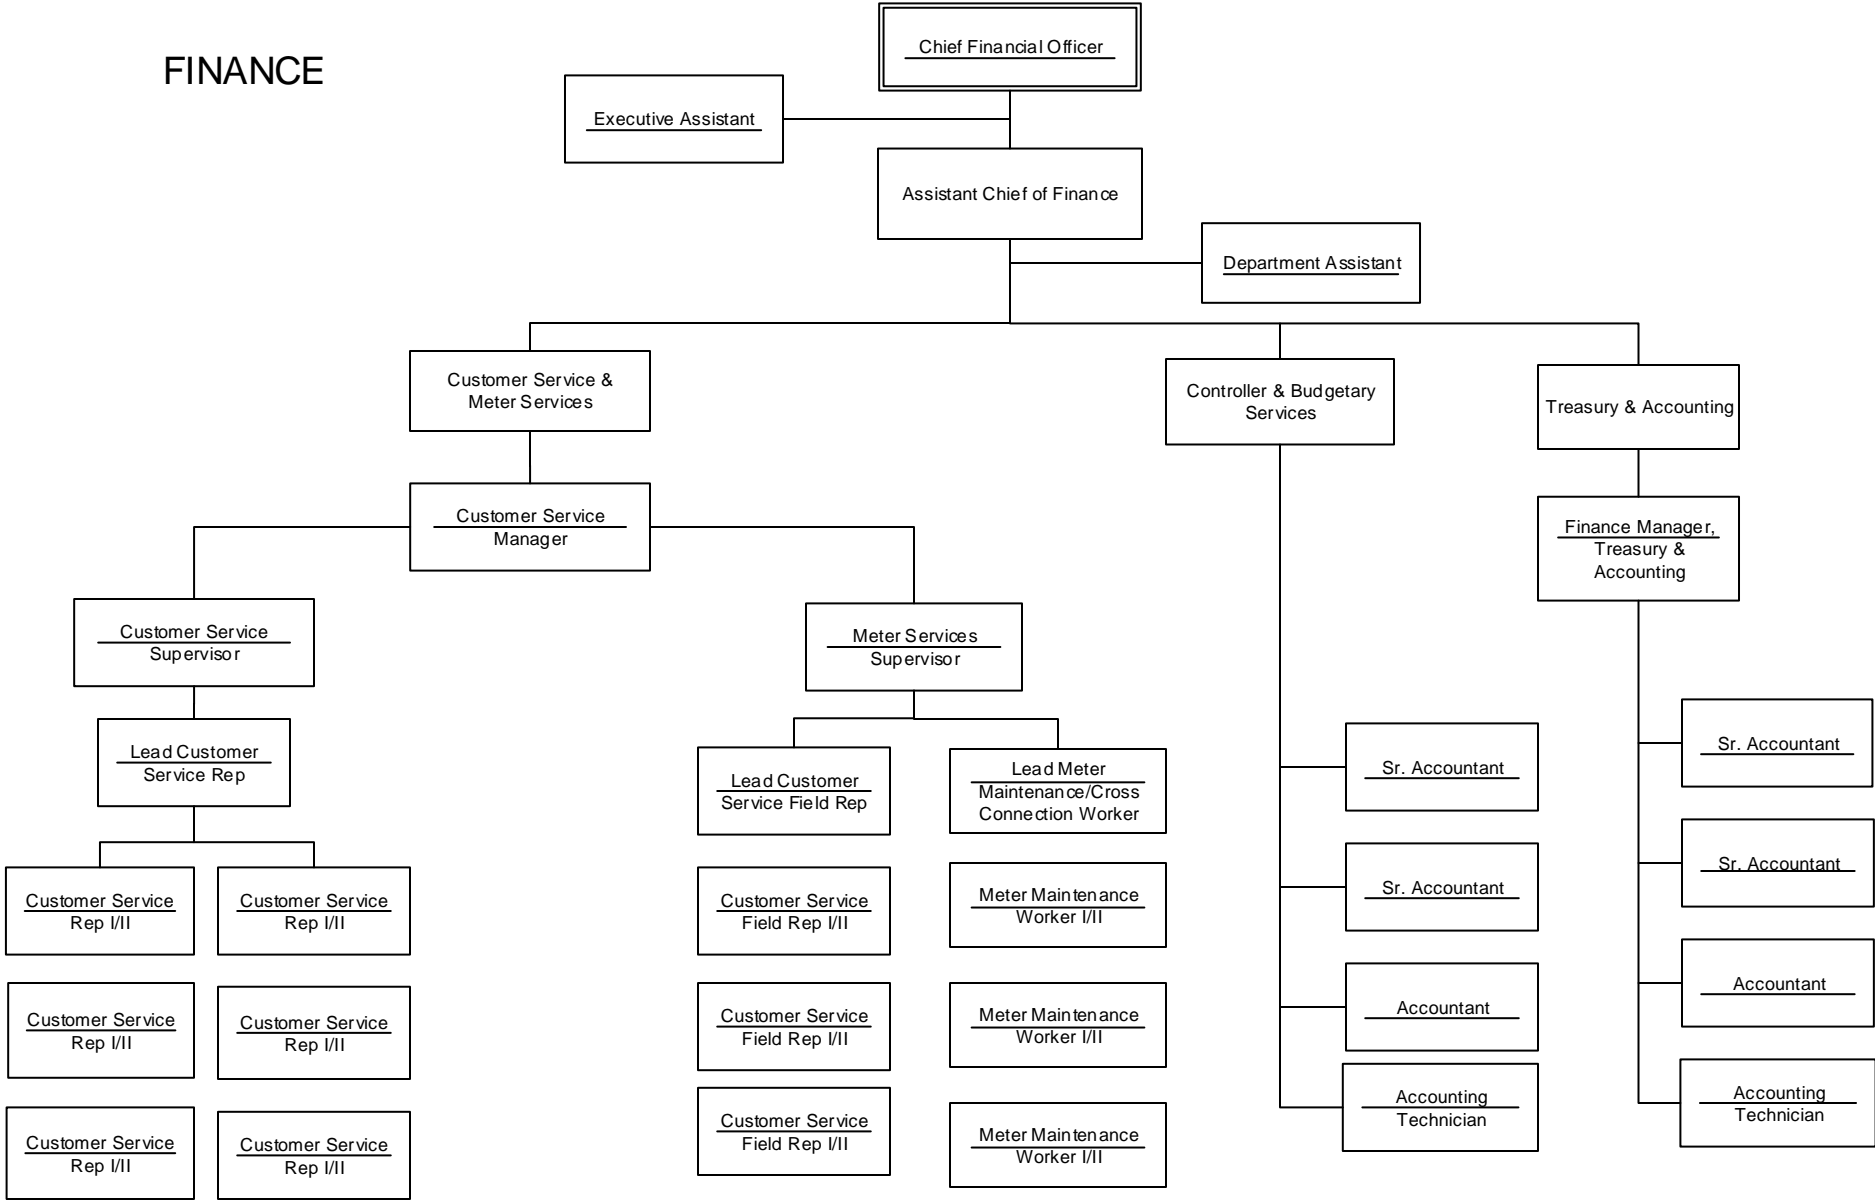 FINANCE
Chief Financial Officer
Executive Assistant
Assistant Chief of Finance
Department Assistant
Customer Service &
Meter Services
Controller & Budgetary
Services
Treasury & Accounting
Customer Service
Manager
Finance Manager,
Treasury &
Accounting
Customer Service
Supervisor
Meter Services
Supervisor
Lead Customer
Service Rep
Lead Customer
Service Field Rep
Lead Meter
Maintenance/Cross
Connection Worker
Sr. Accountant
Sr. Accountant
Customer Service
Rep I/II
Customer Service
Rep I/II
Customer Service
Field Rep I/II
Meter Maintenance
Worker I/II
Sr. Accountant
Sr. Accountant
Customer Service
Rep I/II
Customer Service
Rep I/II
Customer Service
Field Rep I/II
Meter Maintenance
Worker I/II
Accountant
Accountant
Customer Service
Rep I/II
Customer Service
Rep I/II
Customer Service
Field Rep I/II
Meter Maintenance
Worker I/II
Accounting
Technician
Accounting
Technician